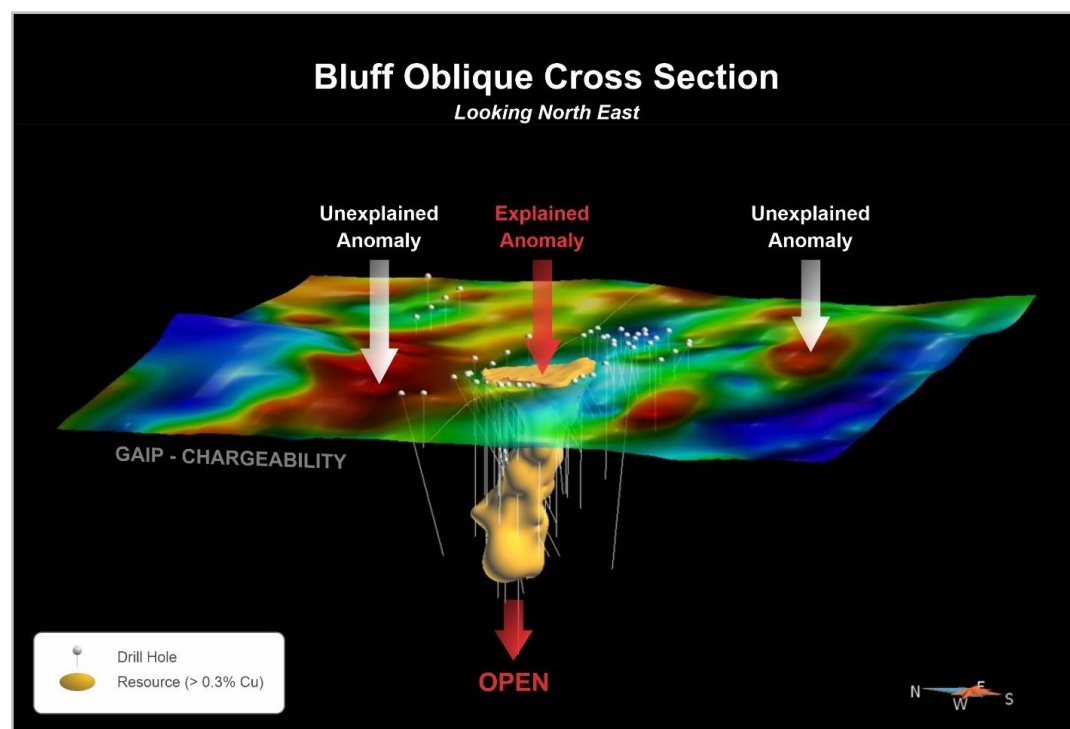 Bluff Oblique Cross Section
Looking North East
Unexplained
Anomaly
Explained
Anomaly
Unexplained
Anomaly
GAIP - CHARGEABILITY
OPEN
Drill Hole
Resource (> 0.3% Cu)
N
E
W
S